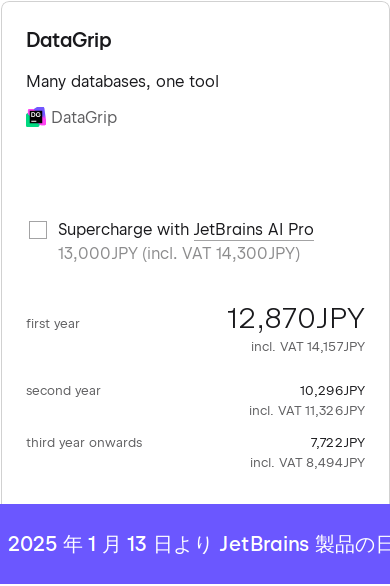 DataGrip
Many databases, one tool
DataGrip
Supercharge with JetBrains AI Pro
13,000JPY (incl. VAT 14,300JPY)
first year 12,870JPY
incl. VAT 14,157JPY
second year 10,296JPY
incl. VAT 11,326JPY
third year onwards 7,722JPY
incl. VAT 8,494JPY
2025 年 1 月 13 日より JetBrains 製品の日